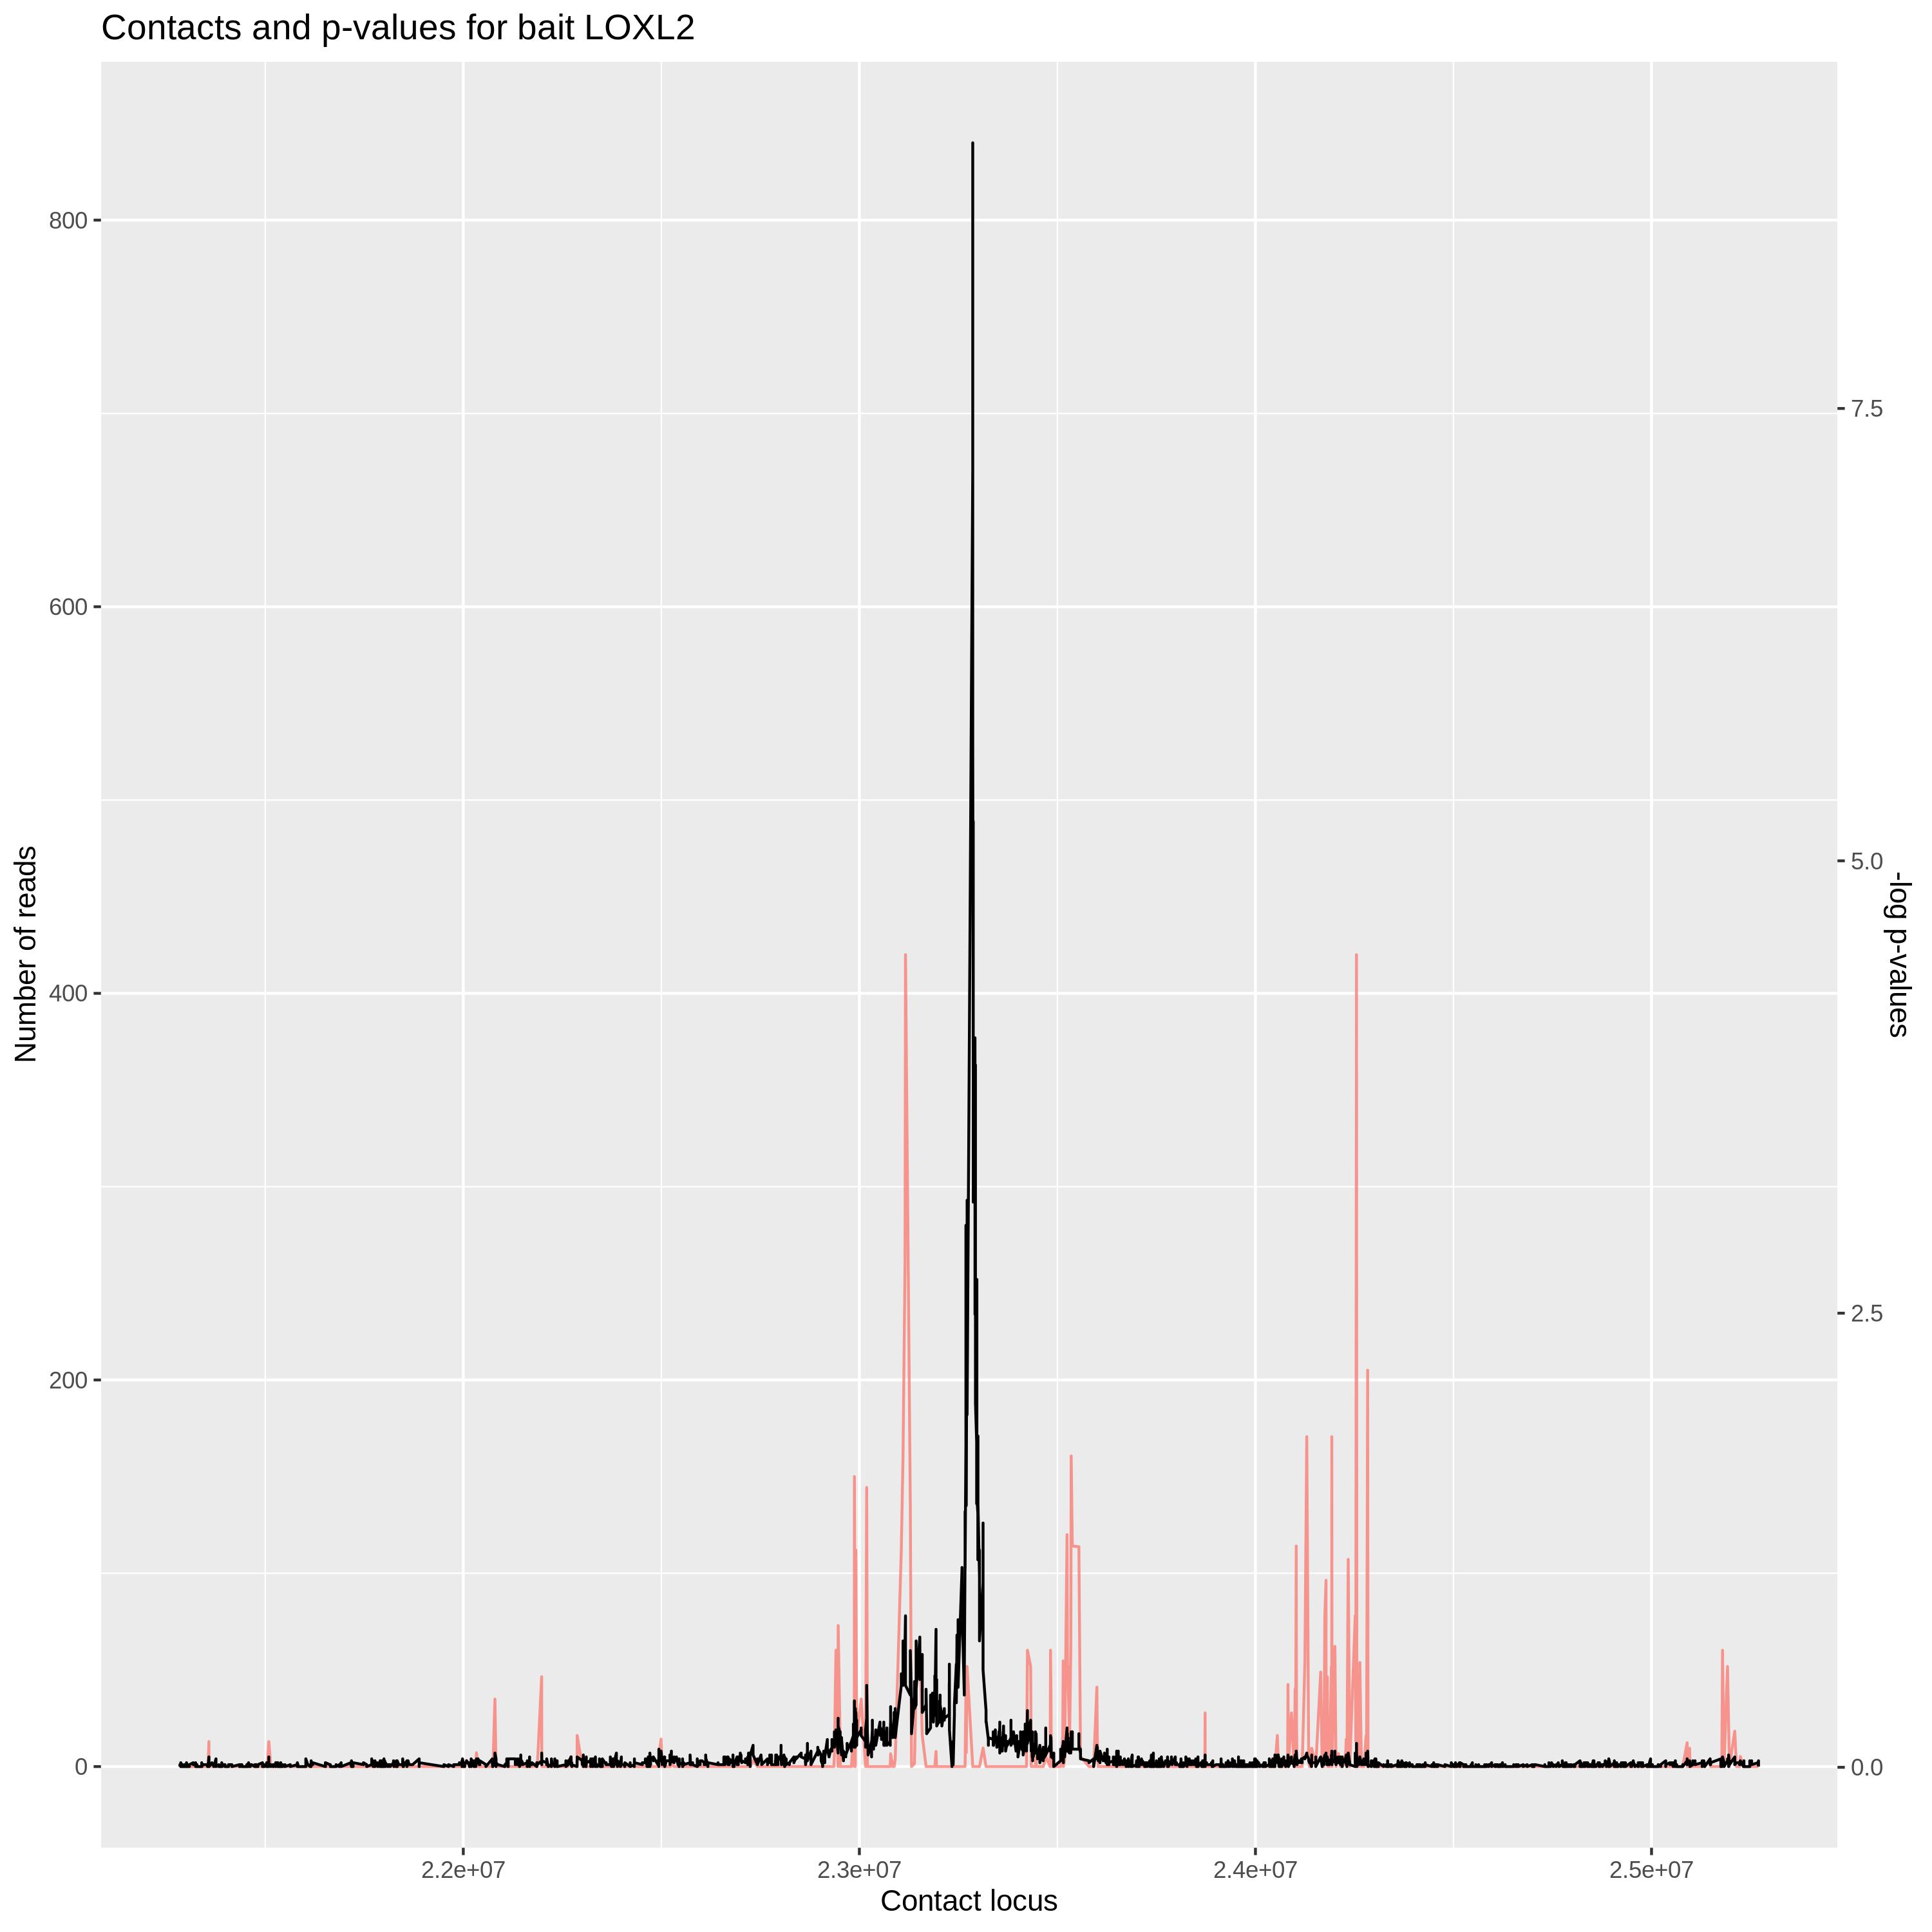 Contacts and p-values for bait LOXL2
800
600
400
200
0
Number of reads
7.5
5.0
2.5
0.0
-log p-values
2.2e+07
2.3e+07
2.4e+07
2.5e+07
Contact locus